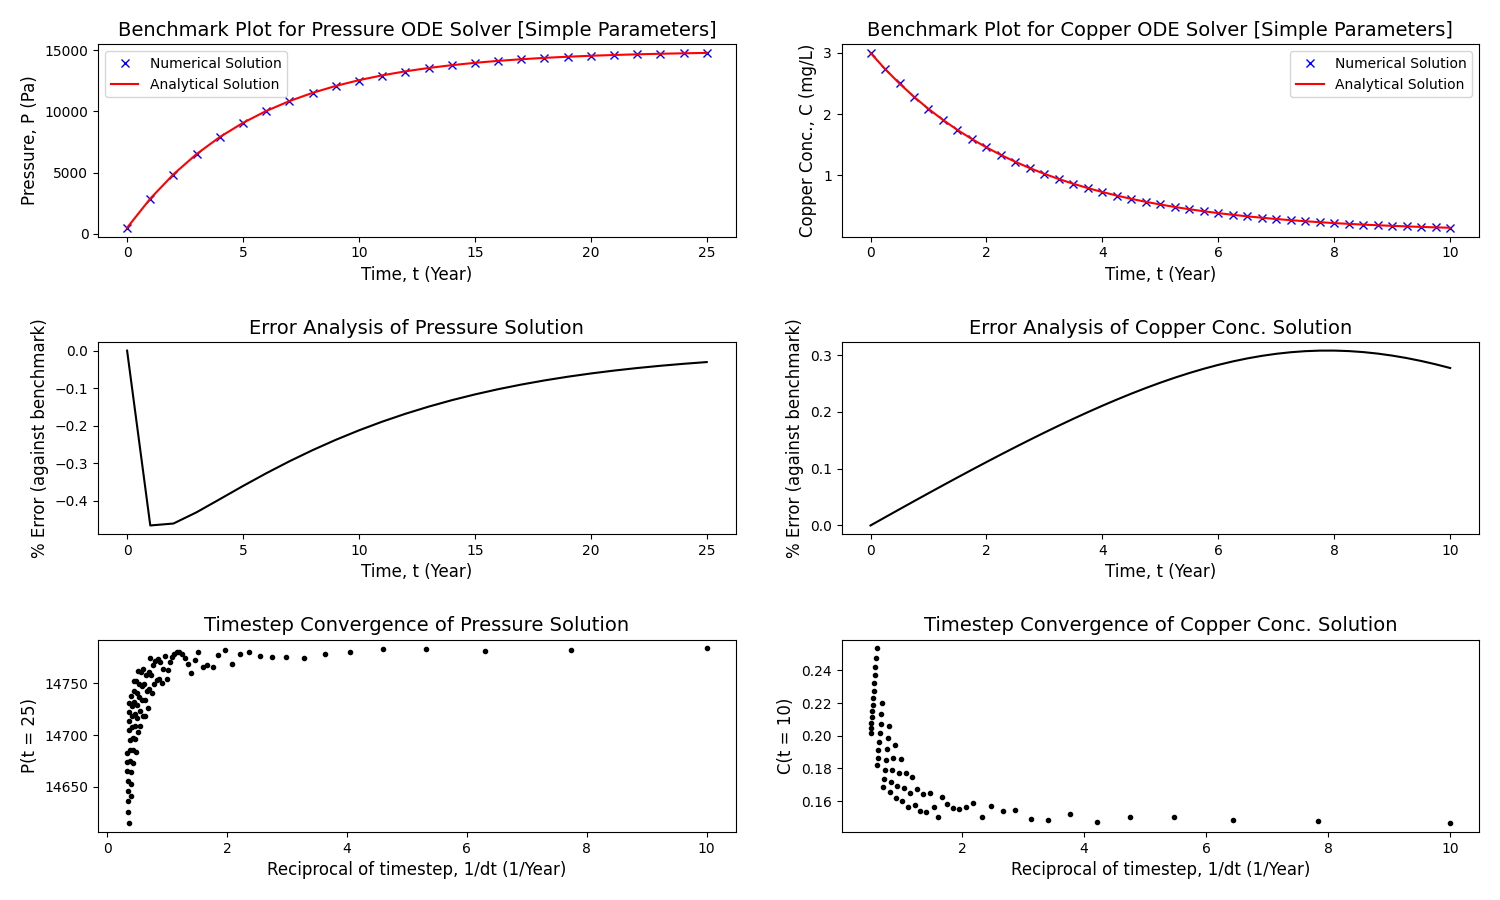 Benchmark Plot for Pressure ODE Solver [Simple Parameters]
Pressure, P (Pa)
15000
10000
5000
0
Numerical Solution
Analytical Solution
0 5 10 15 20 25
Time, t (Year)
Benchmark Plot for Copper ODE Solver [Simple Parameters]
Copper Conc., C (mg/L)
3
2
1
Numerical Solution
Analytical Solution
0 2 4 6 8 10
Time, t (Year)
Error Analysis of Pressure Solution
% Error (against benchmark)
0.0
−0.1
−0.2
−0.3
−0.4
0 5 10 15 20 25
Time, t (Year)
Error Analysis of Copper Conc. Solution
% Error (against benchmark)
0.3
0.2
0.1
0.0
0 2 4 6 8 10
Time, t (Year)
Timestep Convergence of Pressure Solution
P(t = 25)
14750
14700
14650
0 2 4 6 8 10
Reciprocal of timestep, 1/dt (1/Year)
Timestep Convergence of Copper Conc. Solution
C(t = 10)
0.24
0.22
0.20
0.18
0.16
2 4 6 8 10
Reciprocal of timestep, 1/dt (1/Year)